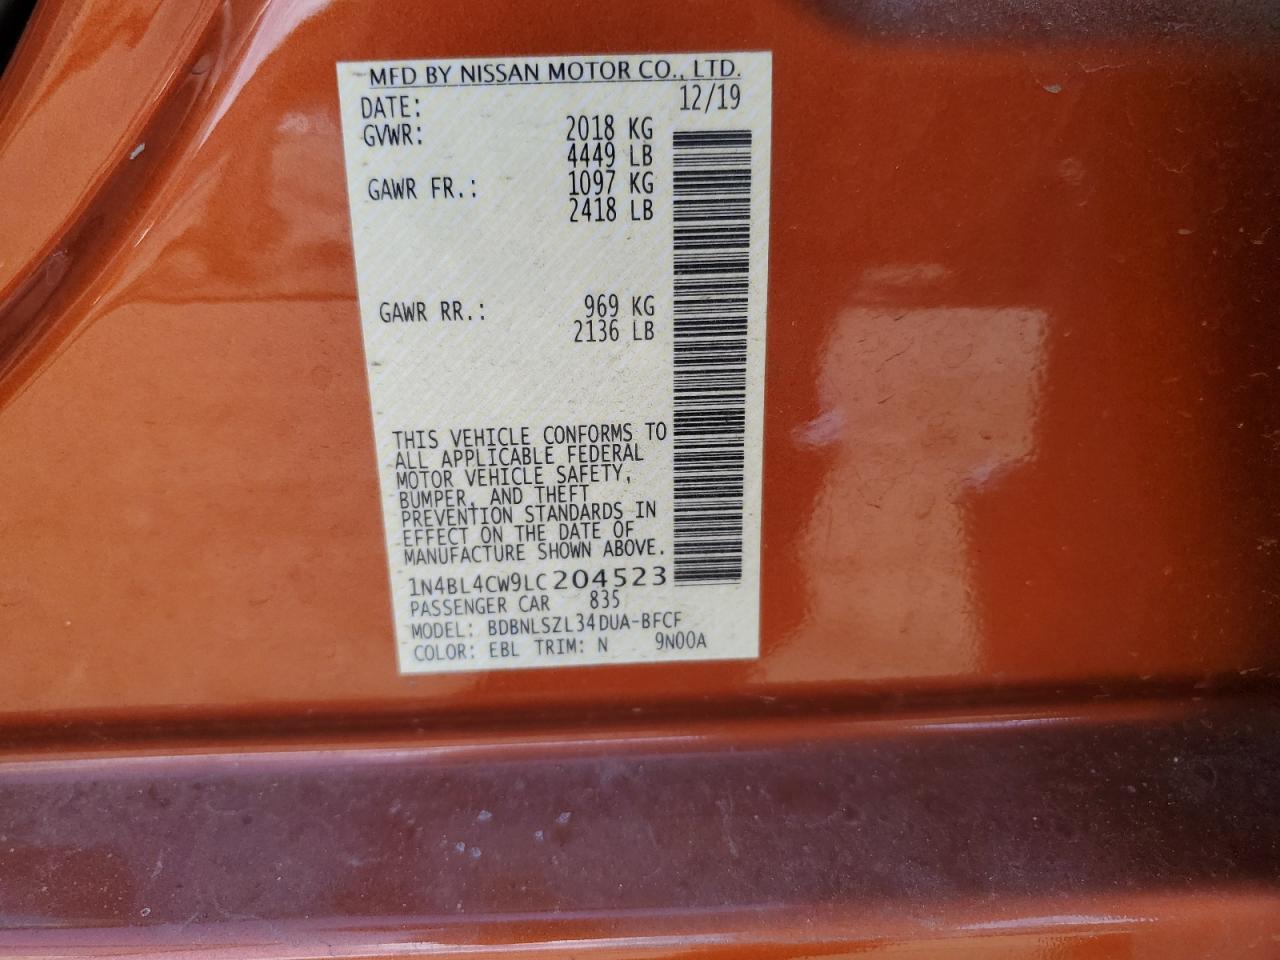 MFD BY NISSAN MOTOR CO., LTD.
DATE: 12/19
GVWR: 2018 KG
4449 LB
GAWR FR.: 1097 KG
2418 LB
GAWR RR.: 969 KG
2136 LB
THIS VEHICLE CONFORMS TO
ALL APPLICABLE FEDERAL
MOTOR VEHICLE SAFETY,
BUMPER, AND THEFT
PREVENTION STANDARDS IN
EFFECT ON THE DATE OF
MANUFACTURE SHOWN ABOVE.
1N4BL4CW9LC204523
PASSENGER CAR 835
MODEL: BDBNLSZL34DUA-BFCF
COLOR: EBL TRIM: N 9N00A